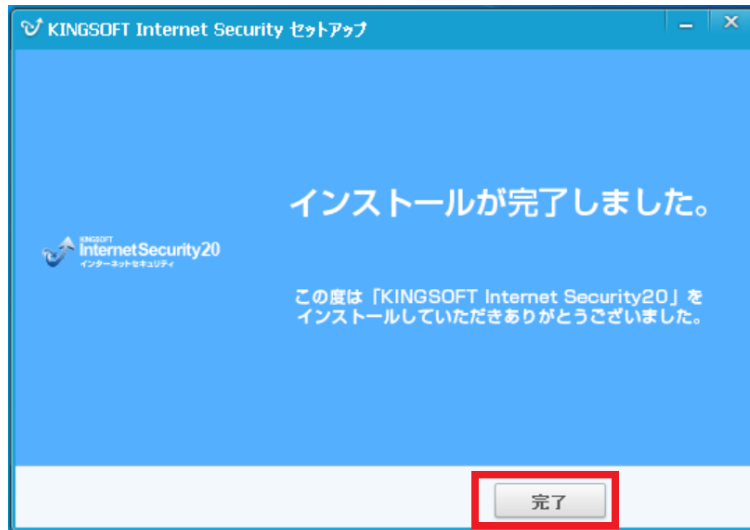 KINGSOFT Internet Security セットアップ
インストールが完了しました。
KINGSOFT
InternetSecurity20
インターネットセキュリティ
この度は「KINGSOFT Internet Security20」を
インストールしていただきありがとうございました。
完了